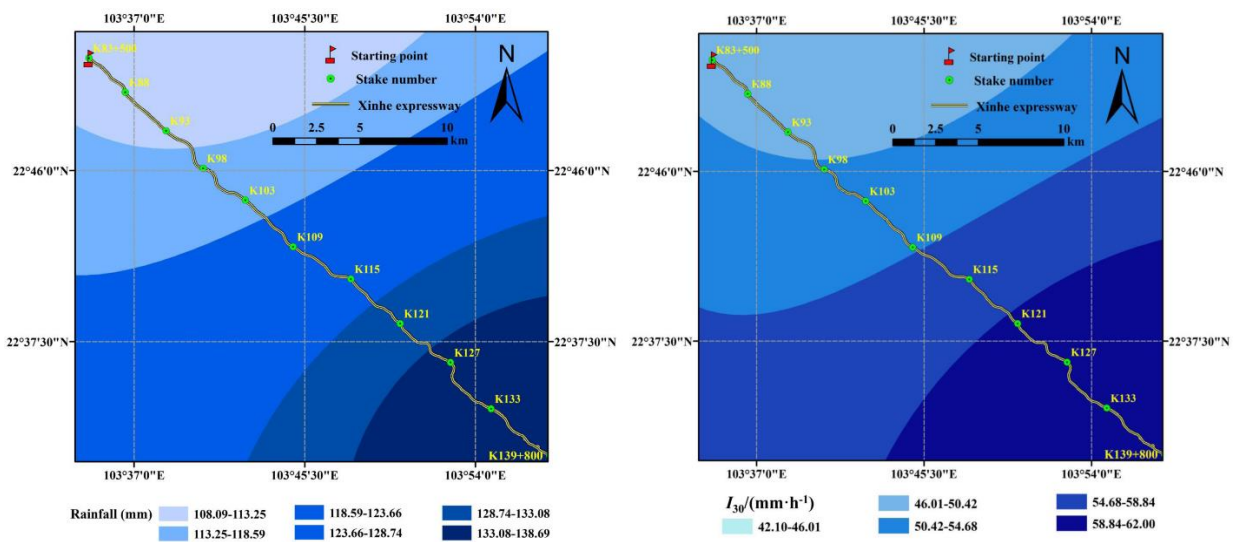 103°37'0"E 103°45'30"E 103°54'0"E
K83+500
K88
K93
K98
K103
K109
K115
K121
K127
K133
K139+800
Starting point
Stake number
Xinhe expressway
0 2.5 5 10
km
N
22°46'0"N 22°46'0"N
22°37'30"N 22°37'30"N
103°37'0"E 103°45'30"E 103°54'0"E
Rainfall (mm) 108.09-113.25 118.59-123.66 128.74-133.08
113.25-118.59 123.66-128.74 133.08-138.69
103°37'0"E 103°45'30"E 103°54'0"E
K83+500
K88
K93
K98
K103
K109
K115
K121
K127
K133
K139+800
Starting point
Stake number
Xinhe expressway
0 2.5 5 10
km
N
22°46'0"N 22°46'0"N
22°37'30"N 22°37'30"N
103°37'0"E 103°45'30"E 103°54'0"E
I₃₀/(mm·h⁻¹) 46.01-50.42 54.68-58.84
42.10-46.01 50.42-54.68 58.84-62.00